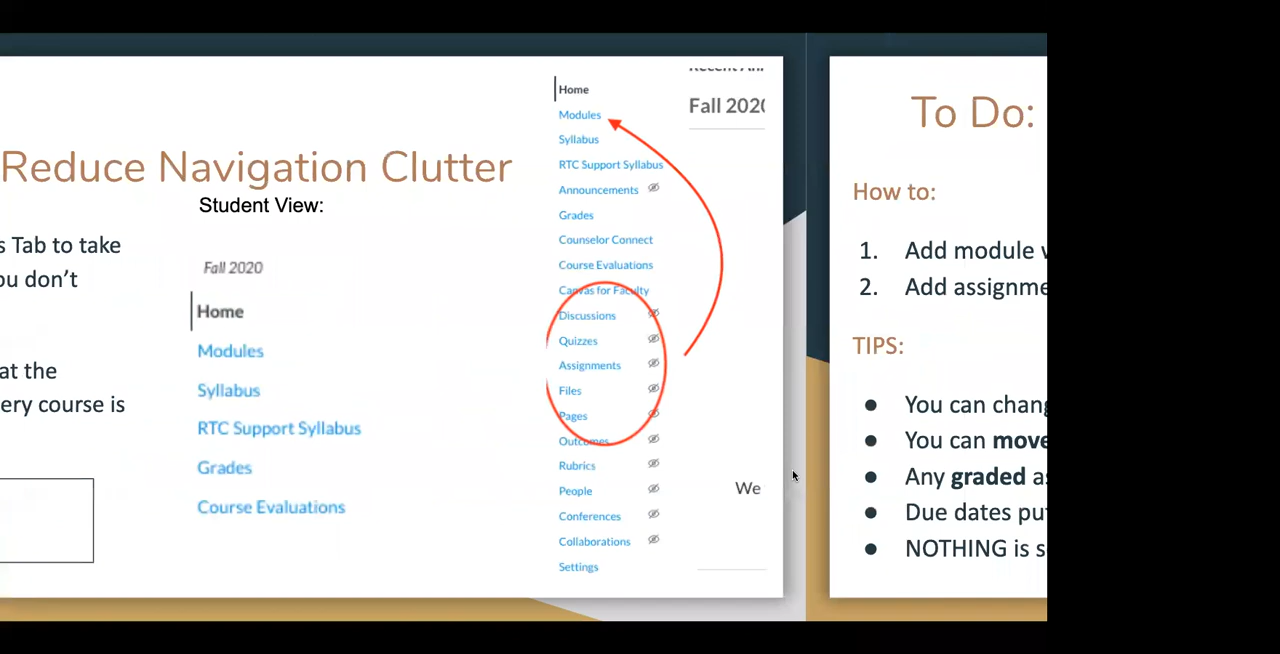 Reduce Navigation Clutter
Student View:
s Tab to take
ou don't
at the
ery course is
Fall 2020
Home
Modules
Syllabus
RTC Support Syllabus
Grades
Course Evaluations
Home
Modules
Syllabus
RTC Support Syllabus
Announcements
Grades
Counselor Connect
Course Evaluations
Canvas for Faculty
Discussions
Quizzes
Assignments
Files
Pages
Outcomes
Rubrics
People
Conferences
Collaborations
Settings
Fall 202
We
To Do:
How to:
1. Add module
2. Add assignme
TIPS:
● You can chang
● You can move
● Any graded as
● Due dates pu
● NOTHING is s